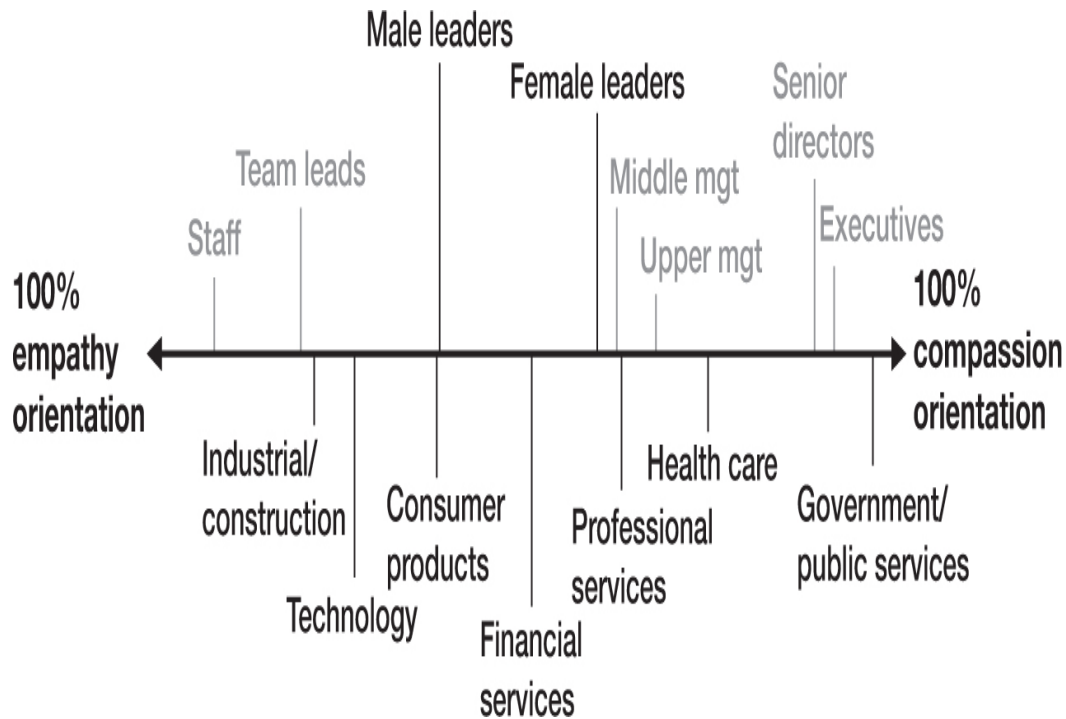 Male leaders
Female leaders
Senior
directors
Team leads
Middle mgt
Staff
Executives
Upper mgt
100%
empathy
orientation
100%
compassion
orientation
Industrial/
construction
Technology
Consumer
products
Financial
services
Professional
services
Health care
Government/
public services